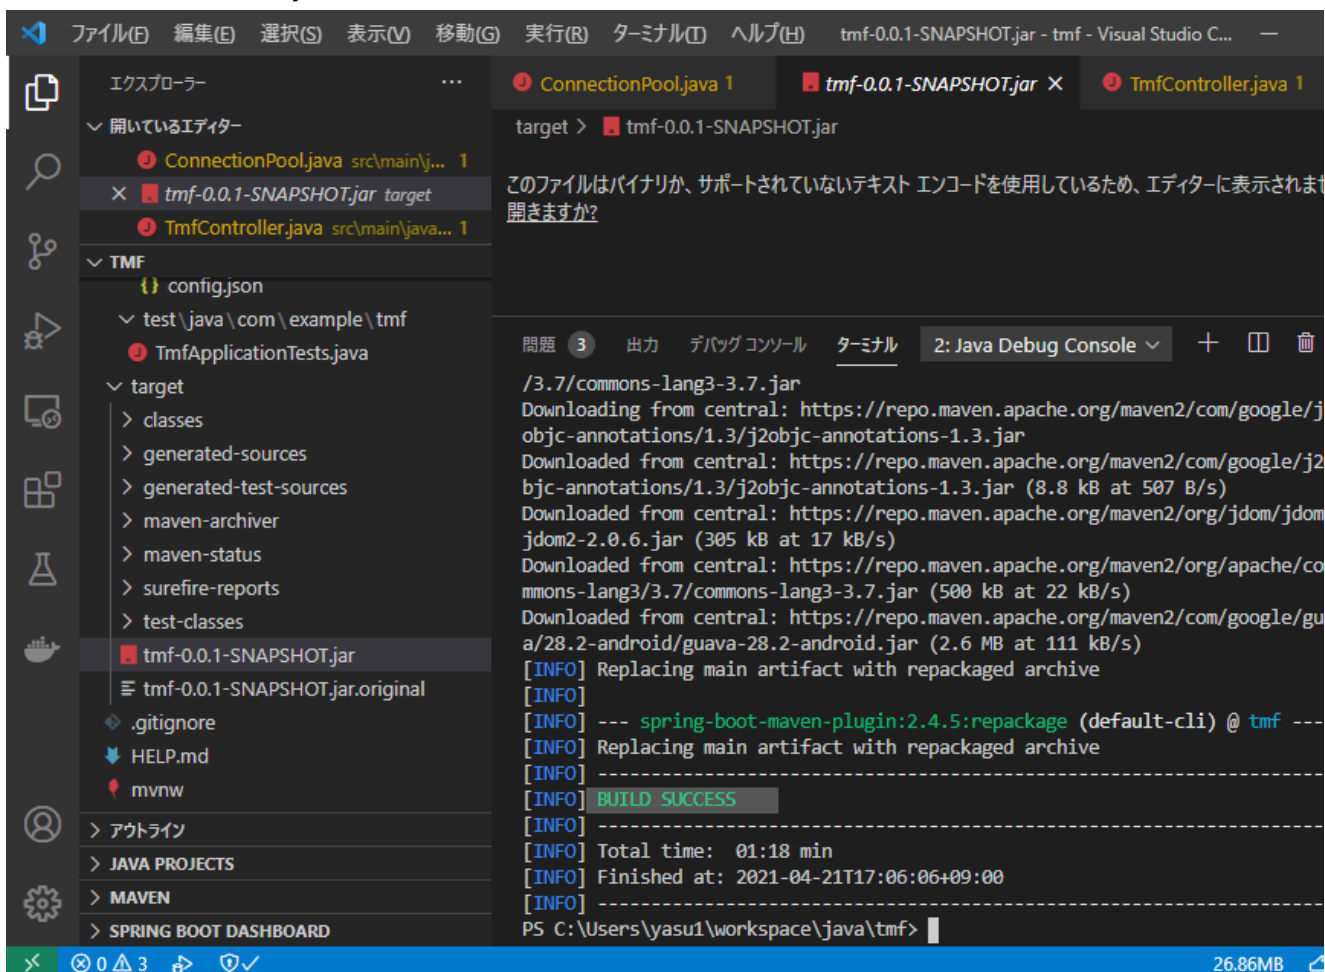 ファイル(F) 編集(E) 選択(S) 表示(V) 移動(G) 実行(R) ターミナル(T) ヘルプ(H) tmf-0.0.1-SNAPSHOT.jar - tmf - Visual Studio C...
エクスプローラー
開いているエディター
ConnectionPool.java src\main\j... 1
tmf-0.0.1-SNAPSHOT.jar target
TmfController.java src\main\java... 1
TMF
{} config.json
test\java\com\example\tmf
TmfApplicationTests.java
target
classes
generated-sources
generated-test-sources
maven-archiver
maven-status
surefire-reports
test-classes
tmf-0.0.1-SNAPSHOT.jar
tmf-0.0.1-SNAPSHOT.jar.original
.gitignore
HELP.md
mvnw
アウトライン
JAVA PROJECTS
MAVEN
SPRING BOOT DASHBOARD
ConnectionPool.java 1 tmf-0.0.1-SNAPSHOT.jar TmfController.java 1
target > tmf-0.0.1-SNAPSHOT.jar
このファイルはバイナリか、サポートされていないテキスト エンコードを使用しているため、エディターに表示されませ
開きますか?
問題 3 出力 デバッグ コンソール ターミナル 2: Java Debug Console
/3.7/commons-lang3-3.7.jar
Downloading from central: https://repo.maven.apache.org/maven2/com/google/j
objc-annotations/1.3/j2objc-annotations-1.3.jar
Downloaded from central: https://repo.maven.apache.org/maven2/com/google/j2
bjc-annotations/1.3/j2objc-annotations-1.3.jar (8.8 kB at 507 B/s)
Downloaded from central: https://repo.maven.apache.org/maven2/org/jdom/jdom
jdom2-2.0.6.jar (305 kB at 17 kB/s)
Downloaded from central: https://repo.maven.apache.org/maven2/org/apache/co
mmons-lang3/3.7/commons-lang3-3.7.jar (500 kB at 22 kB/s)
Downloaded from central: https://repo.maven.apache.org/maven2/com/google/gu
a/28.2-android/guava-28.2-android.jar (2.6 MB at 111 kB/s)
[INFO] Replacing main artifact with repackaged archive
[INFO]
[INFO] --- spring-boot-maven-plugin:2.4.5:repackage (default-cli) @ tmf ---
[INFO] Replacing main artifact with repackaged archive
[INFO] ----------------------------------------------------------
[INFO] BUILD SUCCESS
[INFO] ----------------------------------------------------------
[INFO] Total time:  01:18 min
[INFO] Finished at: 2021-04-21T17:06:06+09:00
[INFO] ----------------------------------------------------------
PS C:\Users\yasu1\workspace\java\tmf>
0 3 26.86MB